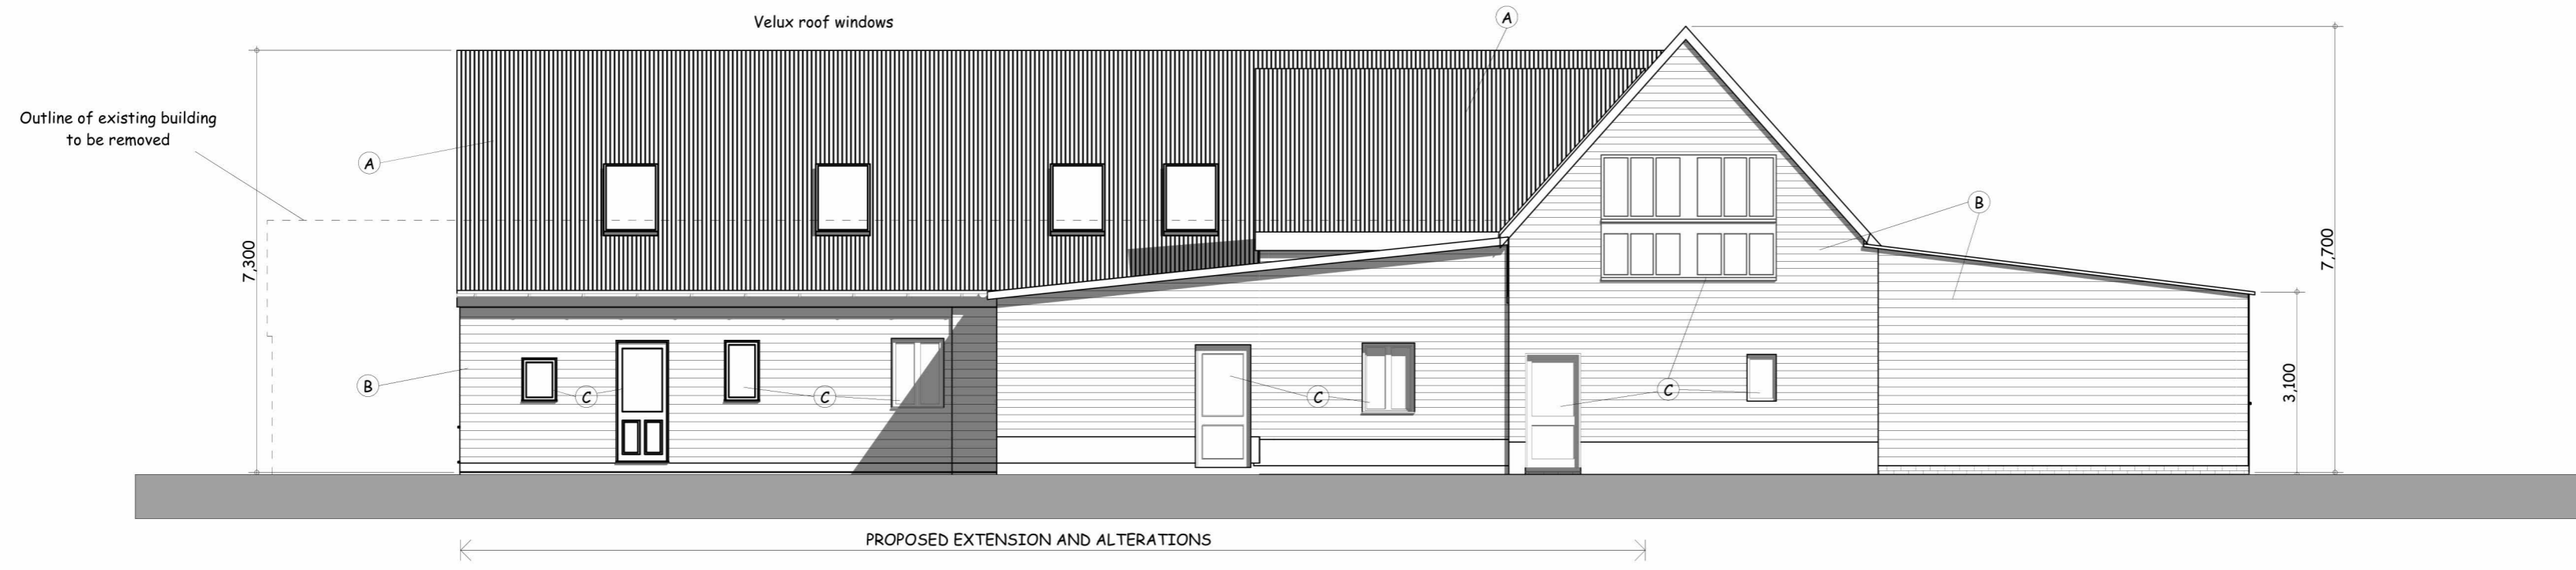 Velux roof windows
A
Outline of existing building
to be removed
A
B
7,300
7,700
3,100
B
C
C
C
C
PROPOSED EXTENSION AND ALTERATIONS